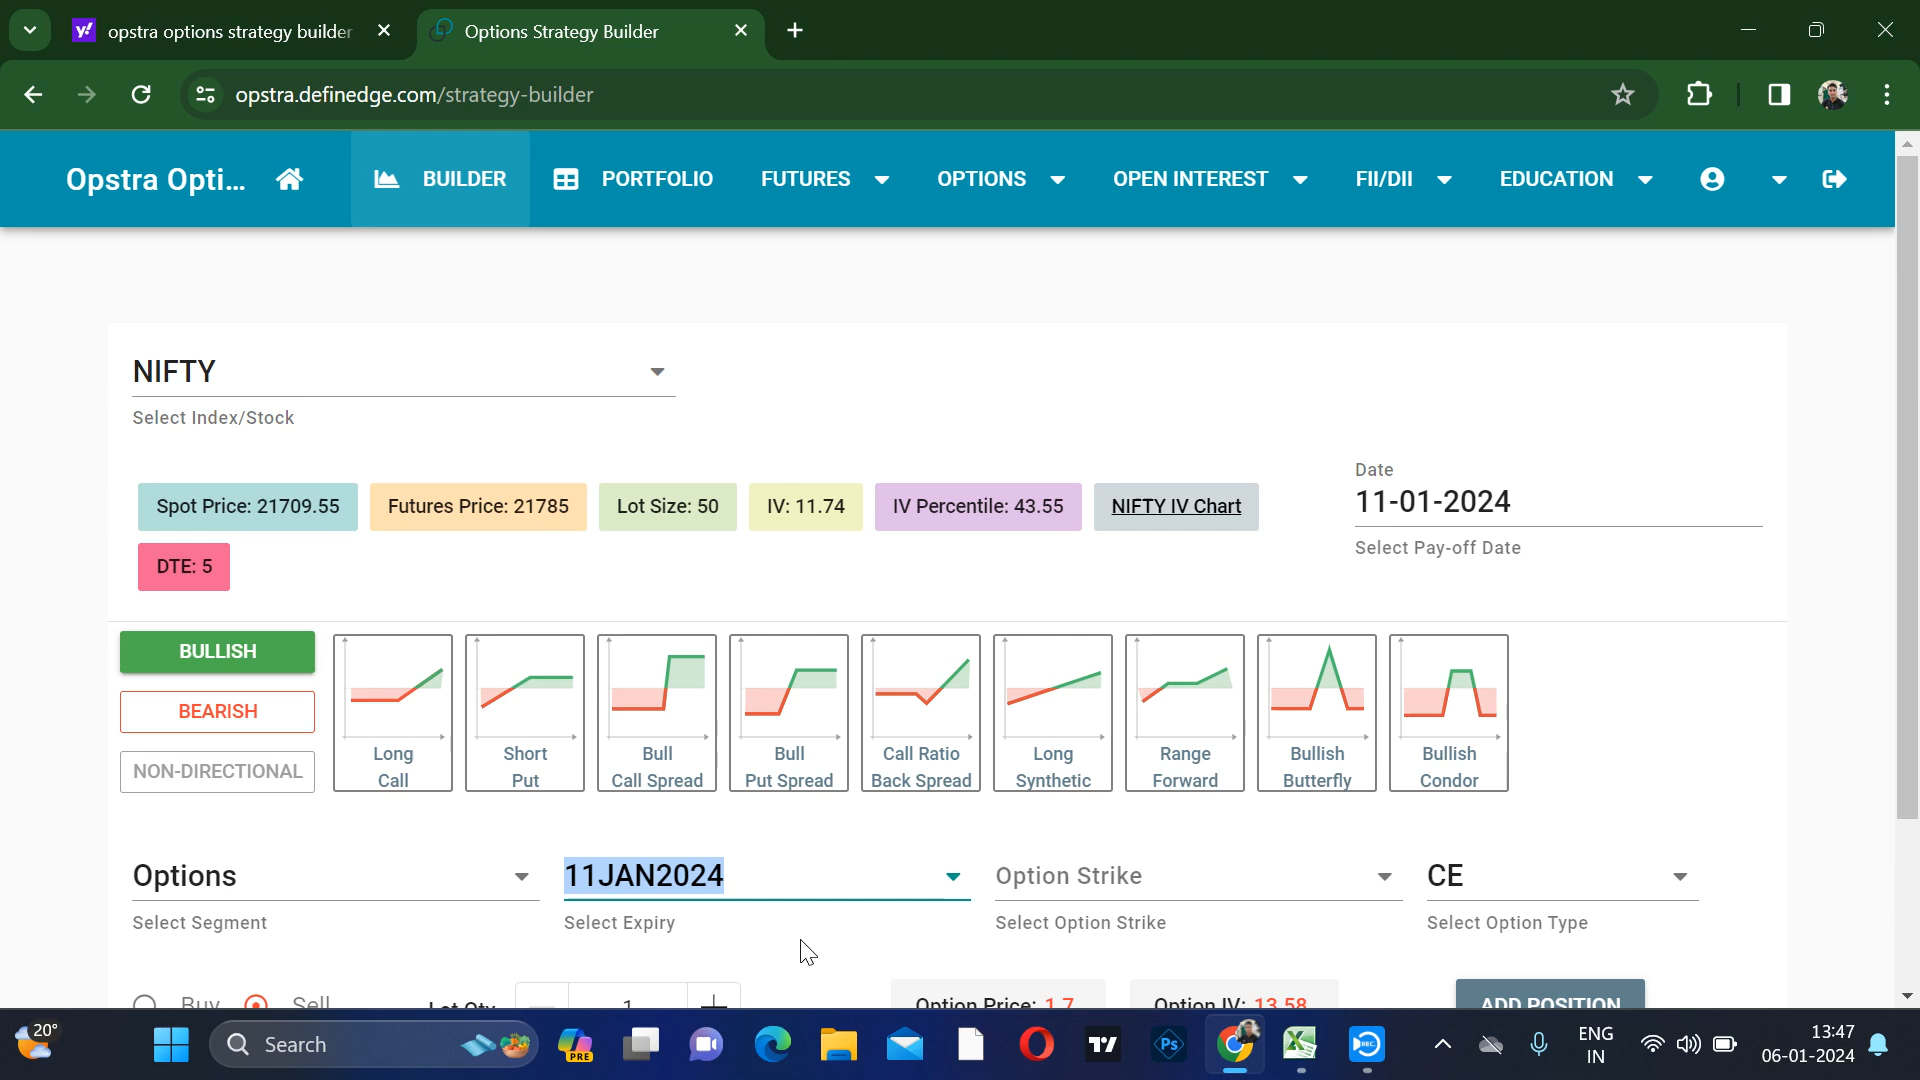 opstra options strategy builder
Options Strategy Builder
opstra.definedge.com/strategy-builder
Opstra Opti...
BUILDER
PORTFOLIO
FUTURES
OPTIONS
OPEN INTEREST
FII/DII
EDUCATION
NIFTY
Select Index/Stock
Spot Price: 21709.55
Futures Price: 21785
Lot Size: 50
IV: 11.74
IV Percentile: 43.55
NIFTY IV Chart
DTE: 5
Date
11-01-2024
Select Pay-off Date
BULLISH
BEARISH
NON-DIRECTIONAL
Long
Call
Short
Put
Bull
Call Spread
Bull
Put Spread
Call Ratio
Back Spread
Long
Synthetic
Range
Forward
Bullish
Butterfly
Bullish
Condor
Options
Select Segment
11JAN2024
Select Expiry
Option Strike
Select Option Strike
CE
Select Option Type
Buy
Sell
Lot Qty
1
Option Price: 1.7
Option IV: 13.58
ADD POSITION
20°
Search
PRE
Ps
REC
ENG
IN
13:47
06-01-2024